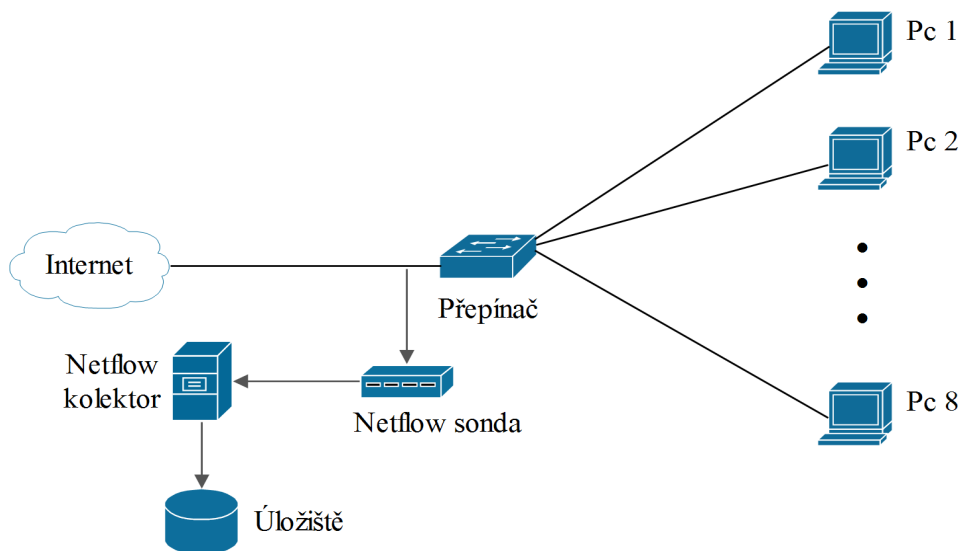 Pc 1
Pc 2
Internet
Přepínač
Netflow
kolektor
Netflow sonda
Pc 8
Úložiště